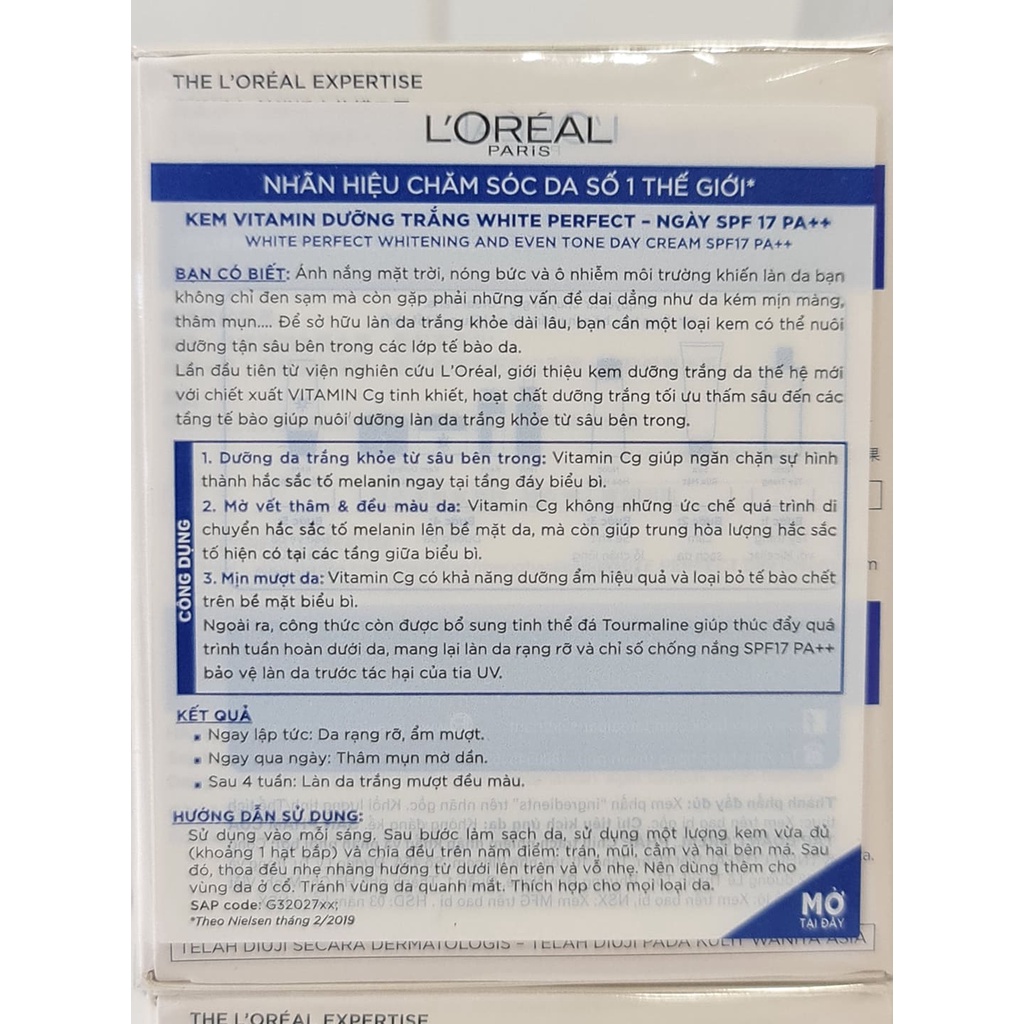 THE L'ORÉAL EXPERTISE
L'ORÉAL
PARIS
NHÃN HIỆU CHĂM SÓC DA SỐ 1 THẾ GIỚI*
KEM VITAMIN DƯỠNG TRẮNG WHITE PERFECT – NGÀY SPF 17 PA++
WHITE PERFECT WHITENING AND EVEN TONE DAY CREAM SPF17 PA++
BẠN CÓ BIẾT: Ánh nắng mặt trời, nóng bức và ô nhiễm môi trường khiến làn da bạn
không chỉ đen sạm mà còn gặp phải những vấn đề dai dẳng như da kém mịn màng,
thâm mụn.... Để sở hữu làn da trắng khỏe dài lâu, bạn cần một loại kem có thể nuôi
dưỡng tận sâu bên trong các lớp tế bào da.
Lần đầu tiên từ viện nghiên cứu L'Oréal, giới thiệu kem dưỡng trắng da thế hệ mới
với chiết xuất VITAMIN Cg tinh khiết, hoạt chất dưỡng trắng tối ưu thấm sâu đến các
tầng tế bào giúp nuôi dưỡng làn da trắng khỏe từ sâu bên trong.
CÔNG DỤNG
1. Dưỡng da trắng khỏe từ sâu bên trong: Vitamin Cg giúp ngăn chặn sự hình
thành hắc sắc tố melanin ngay tại tầng đáy biểu bì.
2. Mờ vết thâm & đều màu da: Vitamin Cg không những ức chế quá trình di
chuyển hắc sắc tố melanin lên bề mặt da, mà còn giúp trung hòa lượng hắc sắc
tố hiện có tại các tầng giữa biểu bì.
3. Mịn mượt da: Vitamin Cg có khả năng dưỡng ẩm hiệu quả và loại bỏ tế bào chết
trên bề mặt biểu bì.
Ngoài ra, công thức còn được bổ sung tinh thể đá Tourmaline giúp thúc đẩy quá
trình tuần hoàn dưới da, mang lại làn da rạng rỡ và chỉ số chống nắng SPF17 PA++
bảo vệ làn da trước tác hại của tia UV.
KẾT QUẢ
▪ Ngay lập tức: Da rạng rỡ, ẩm mượt.
▪ Ngay qua ngày: Thâm mụn mờ dần.
▪ Sau 4 tuần: Làn da trắng mượt đều màu.
HƯỚNG DẪN SỬ DỤNG:
Sử dụng vào mỗi sáng. Sau bước làm sạch da, sử dụng một lượng kem vừa đủ
(khoảng 1 hạt bắp) và chia đều trên năm điểm: trán, mũi, cằm và hai bên má. Sau
đó, thoa đều nhẹ nhàng hướng từ dưới lên trên và vỗ nhẹ. Nên dùng thêm cho
vùng da ở cổ. Tránh vùng da quanh mắt. Thích hợp cho mọi loại da.
SAP code: G32027xx;
*Theo Nielsen tháng 2/2019
MỞ
TẠI ĐÂY
TELAH DIUJI SECARA DERMATOLOGIS – TELAH DIUJI PADA KULIT WANITA ASIA
THE L'ORÉAL EXPERTISE